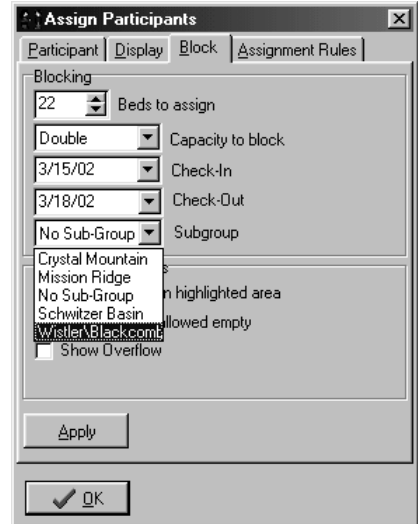 Assign Participants
Participant Display Block Assignment Rules
Blocking
22 Beds to assign
Double Capacity to block
3/15/02 Check-In
3/18/02 Check-Out
No Sub-Group Subgroup
Crystal Mountain
Mission Ridge
No Sub-Group
highlighted area
Schwitzer Basin
empty
Wistler\Blackcomb
Show Overflow
Apply
OK